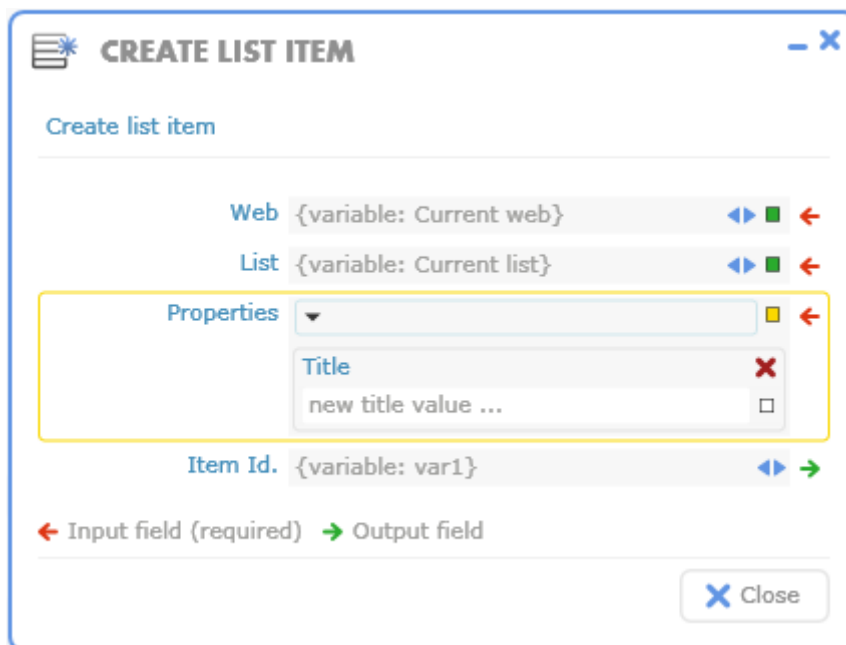 CREATE LIST ITEM
Create list item
Web {variable: Current web}
List {variable: Current list}
Properties
Title
new title value ...
Item Id. {variable: var1}
Input field (required) Output field
Close